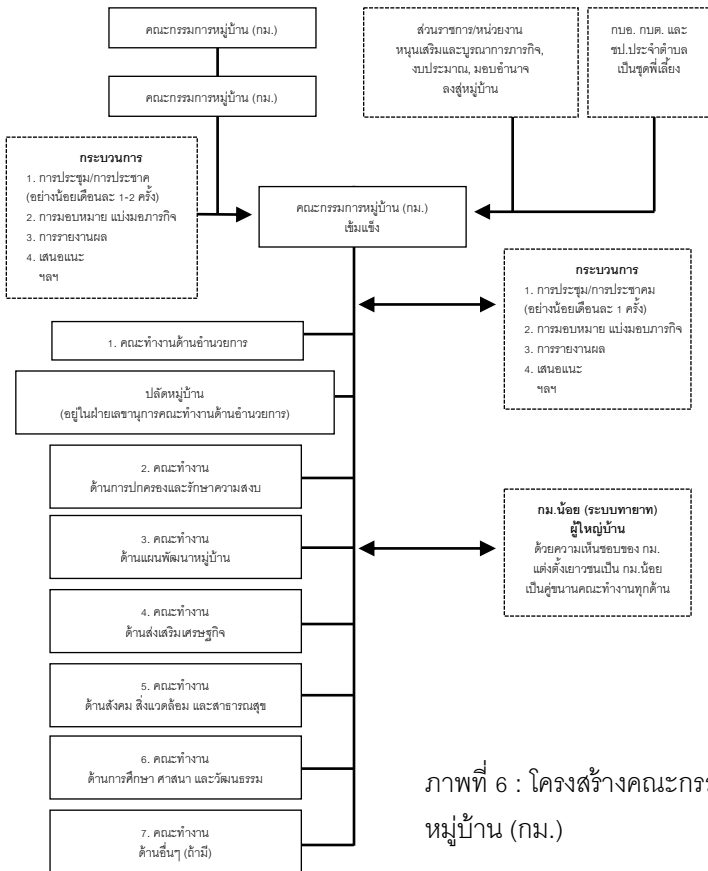 คณะกรรมการหมู่บ้าน (กม.)
คณะกรรมการหมู่บ้าน (กม.)
ส่วนราชการ/หน่วยงาน
หนุนเสริมและบูรณาการภารกิจ,
งบประมาณ, มอบอำนาจ
ลงสู่หมู่บ้าน
กบอ. กบต. และ
ชป.ประจำตำบล
เป็นชุดพี่เลี้ยง
กระบวนการ
1. การประชุม/การประชาค
(อย่างน้อยเดือนละ 1-2 ครั้ง)
2. การมอบหมาย แบ่งมอภารกิจ
3. การรายงานผล
4. เสนอแนะ
ฯลฯ
คณะกรรมการหมู่บ้าน (กม.)
เข้มแข็ง
กระบวนการ
1. การประชุม/การประชาคม
(อย่างน้อยเดือนละ 1 ครั้ง)
2. การมอบหมาย แบ่งมอบภารกิจ
3. การรายงานผล
4. เสนอแนะ
ฯลฯ
1. คณะทำงานด้านอำนวยการ
ปลัดหมู่บ้าน
(อยู่ในฝ่ายเลขานุการคณะทำงานด้านอำนวยการ)
2. คณะทำงาน
ด้านการปกครองและรักษาความสงบ
3. คณะทำงาน
ด้านแผนพัฒนาหมู่บ้าน
กม.น้อย (ระบบทายาท)
ผู้ใหญ่บ้าน
ด้วยความเห็นชอบของ กม.
แต่งตั้งเยาวชนเป็น กม.น้อย
เป็นคู่ขนานคณะทำงานทุกด้าน
4. คณะทำงาน
ด้านส่งเสริมเศรษฐกิจ
5. คณะทำงาน
ด้านสังคม สิ่งแวดล้อม และสาธารณสุข
6. คณะทำงาน
ด้านการศึกษา ศาสนา และวัฒนธรรม
7. คณะทำงาน
ด้านอื่นๆ (ถ้ามี)
ภาพที่ 6 : โครงสร้างคณะกรร
หมู่บ้าน (กม.)